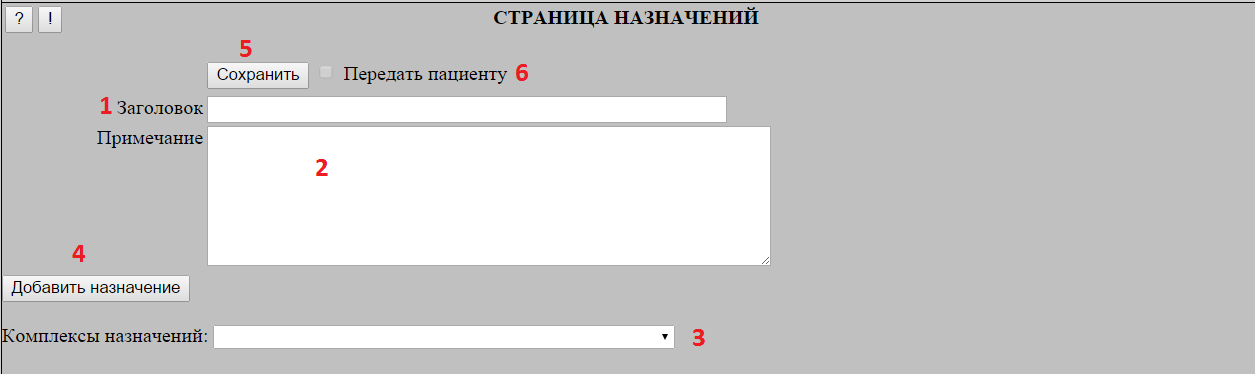 ? ! СТРАНИЦА НАЗНАЧЕНИЙ
5
Сохранить Передать пациенту 6
1 Заголовок
Примечание
2
4
Добавить назначение
Комплексы назначений: 3